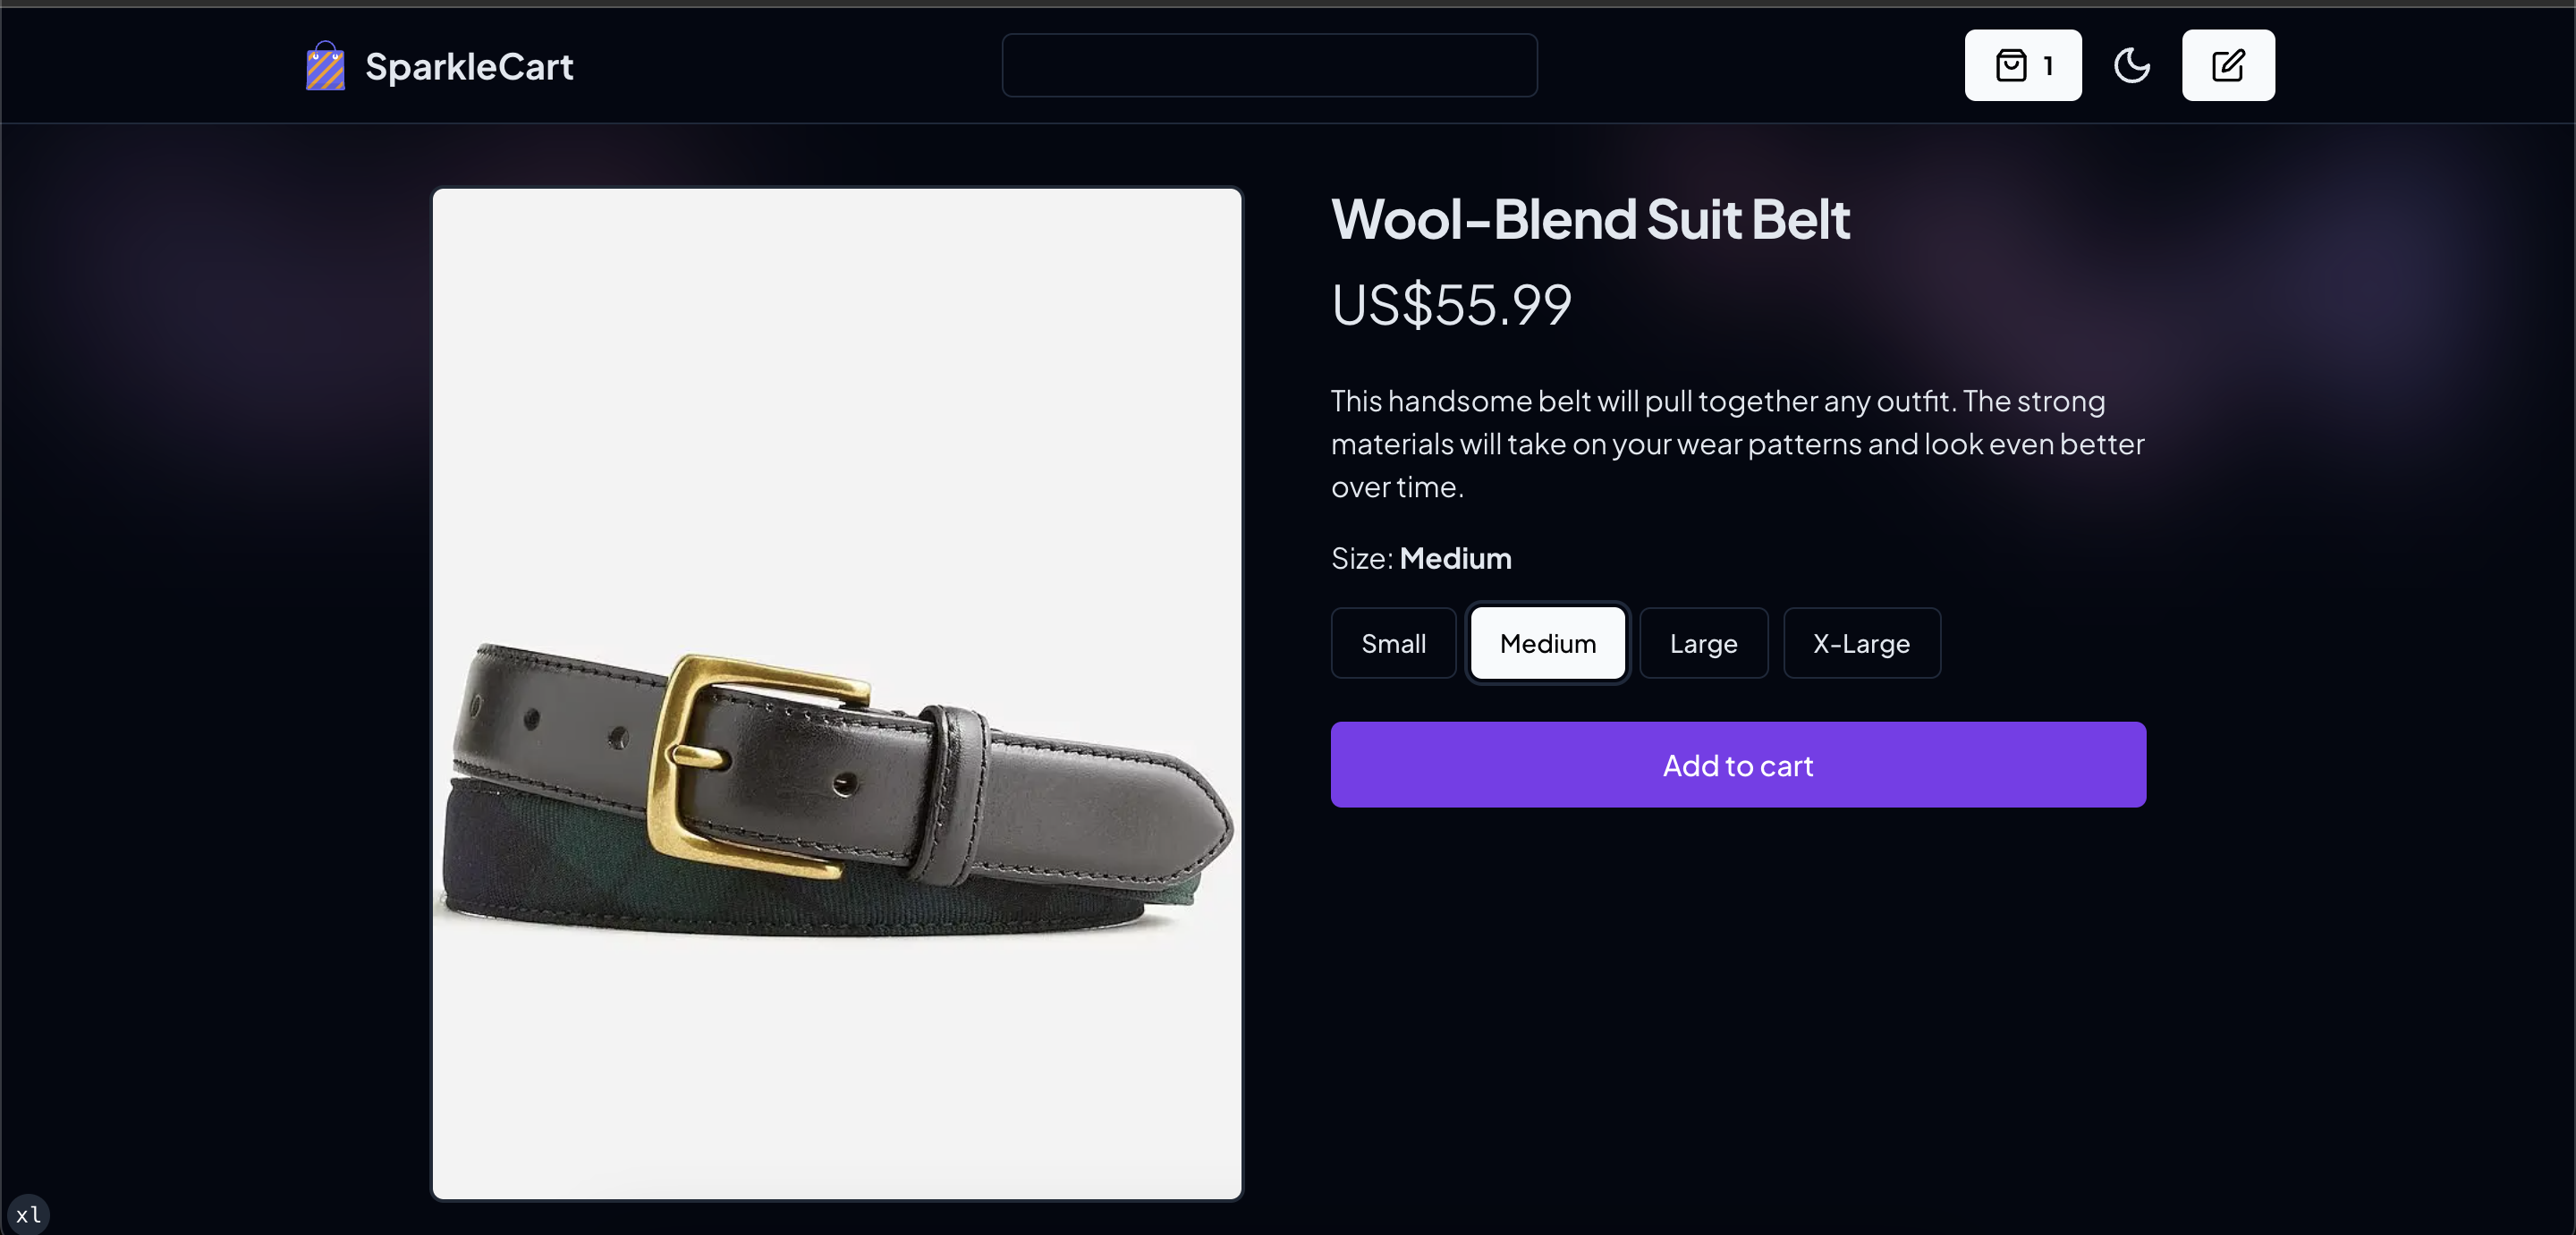 SparkleCart
1
Wool-Blend Suit Belt
US$55.99
This handsome belt will pull together any outfit. The strong
materials will take on your wear patterns and look even better
over time.
Size: Medium
Small
Medium
Large
X-Large
Add to cart
xl